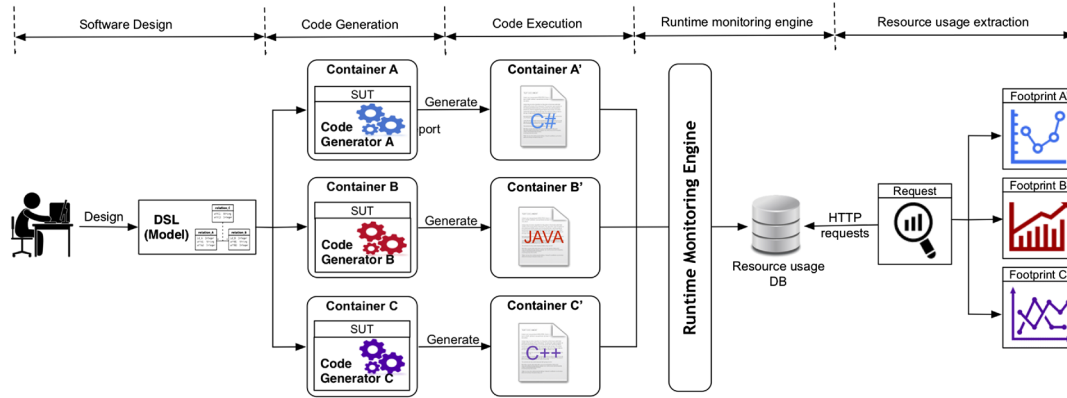 Software Design
Code Generation
Code Execution
Runtime monitoring engine
Resource usage extraction
Container A
SUT
Code
Generator A
Generate
port
Container A'
C#
Design
DSL
(Model)
Container B
SUT
Code
Generator B
Generate
Container B'
JAVA
Container C
SUT
Code
Generator C
Generate
Container C'
C++
Runtime Monitoring Engine
Resource usage
DB
HTTP
requests
Request
Footprint A
Footprint B
Footprint C